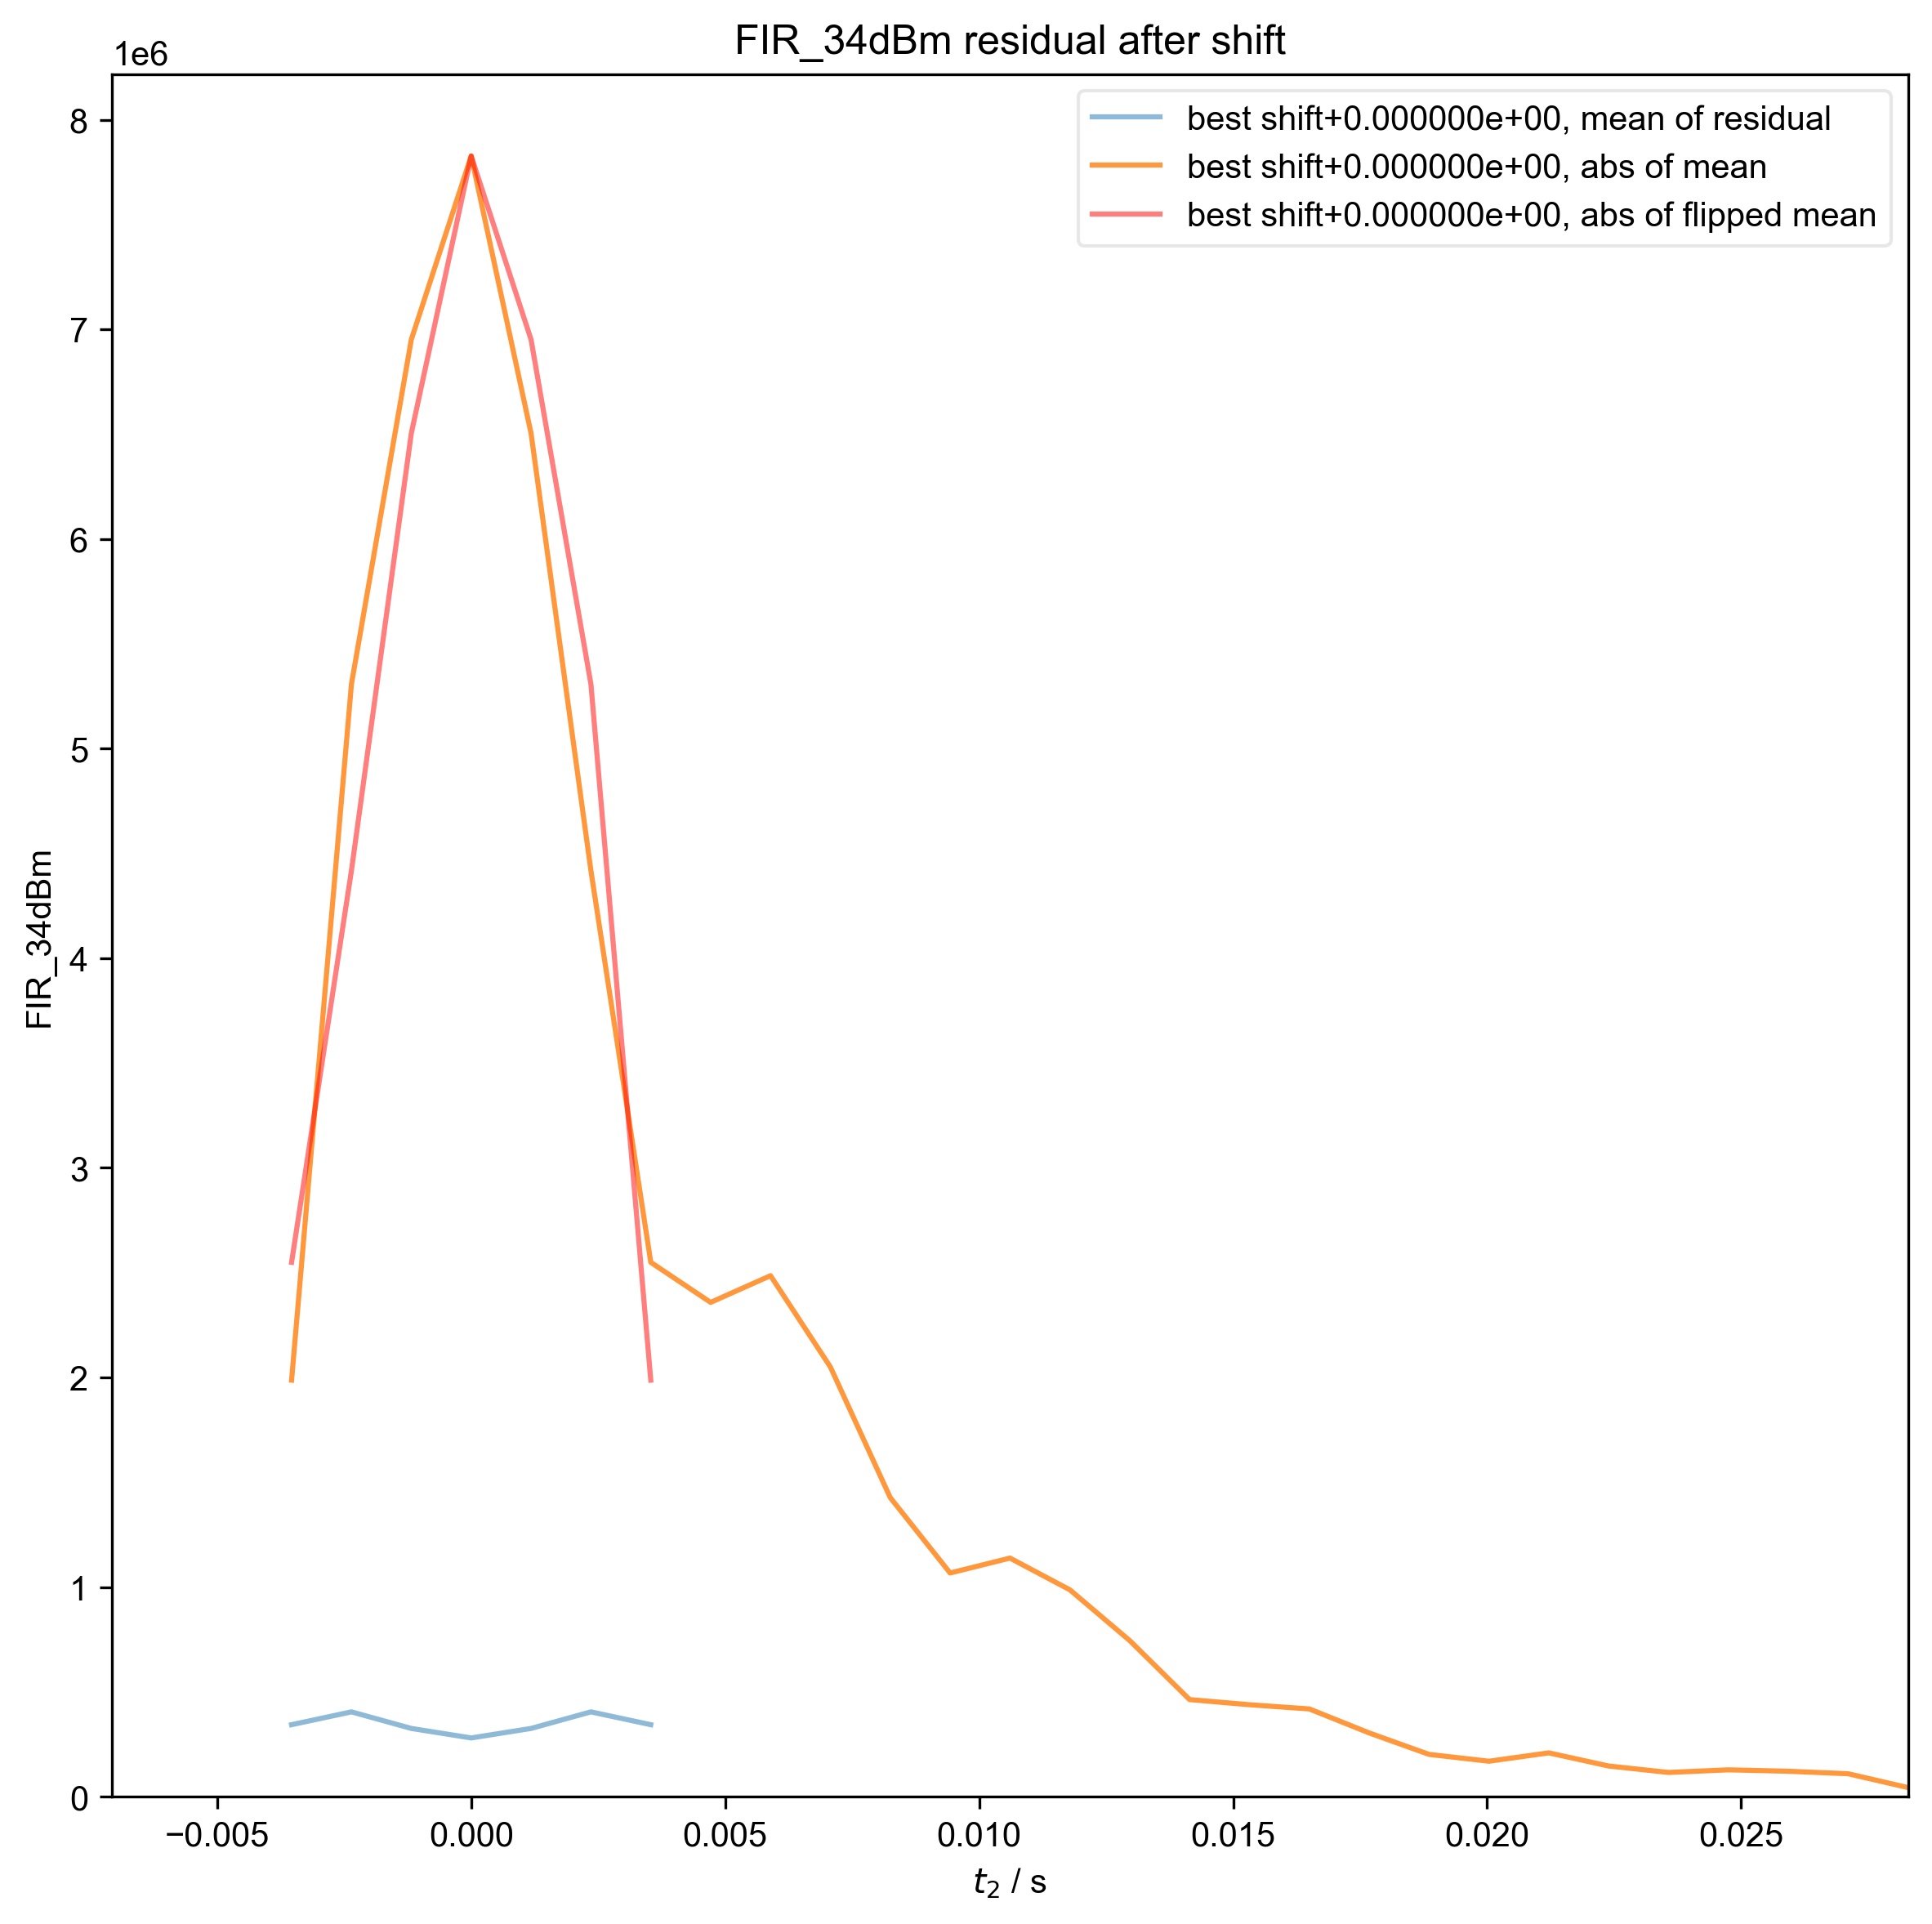 FIR_34dBm residual after shift
1e6
best shift+0.000000e+00, mean of residual
best shift+0.000000e+00, abs of mean
best shift+0.000000e+00, abs of flipped mean
8
7
6
5
4
3
2
1
0
FIR_34dBm
−0.005 0.000 0.005 0.010 0.015 0.020 0.025
t₂ / s